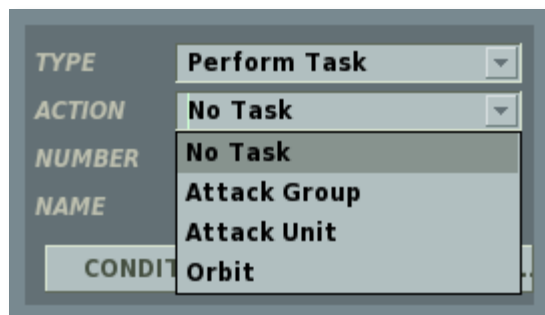 TYPE Perform Task
ACTION No Task
NUMBER No Task
Attack Group
NAME
Attack Unit
CONDIT Orbit ..